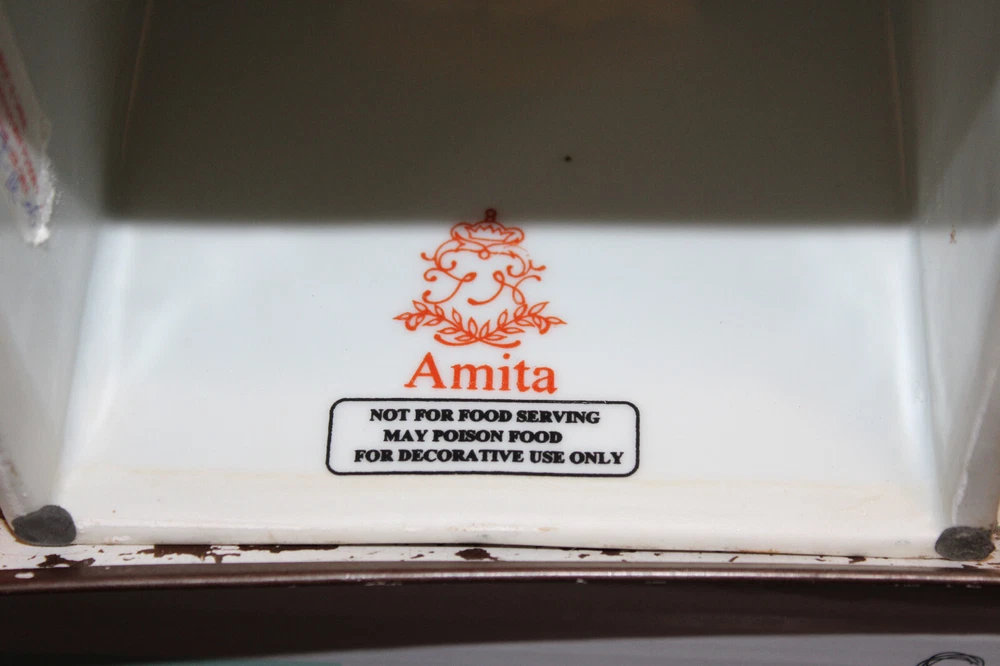 Amita
NOT FOR FOOD SERVING
MAY POISON FOOD
FOR DECORATIVE USE ONLY